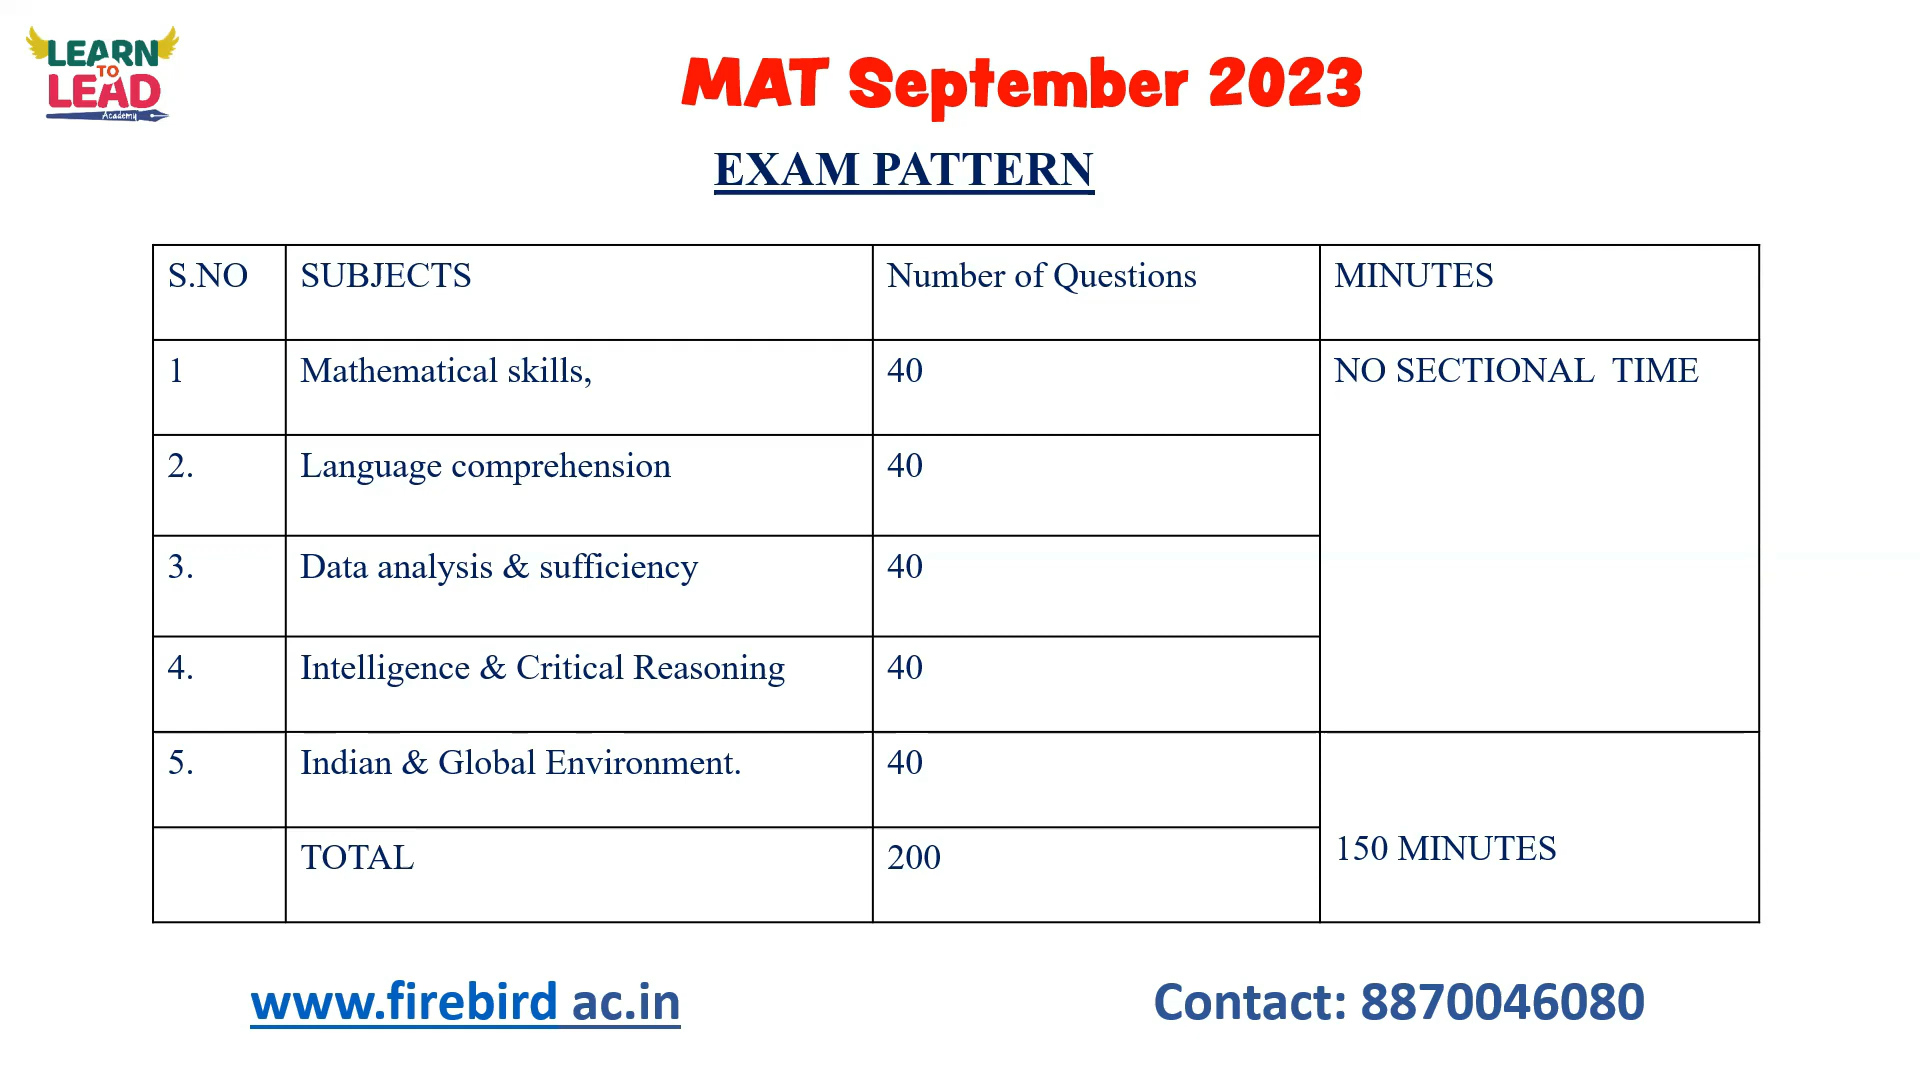 LEARN
TO
LEAD
Academy
MAT September 2023
EXAM PATTERN
S.NO SUBJECTS Number of Questions MINUTES
1 Mathematical skills, 40 NO SECTIONAL TIME
2. Language comprehension 40
3. Data analysis & sufficiency 40
4. Intelligence & Critical Reasoning 40
5. Indian & Global Environment. 40
TOTAL 200 150 MINUTES
www.firebird ac.in Contact: 8870046080